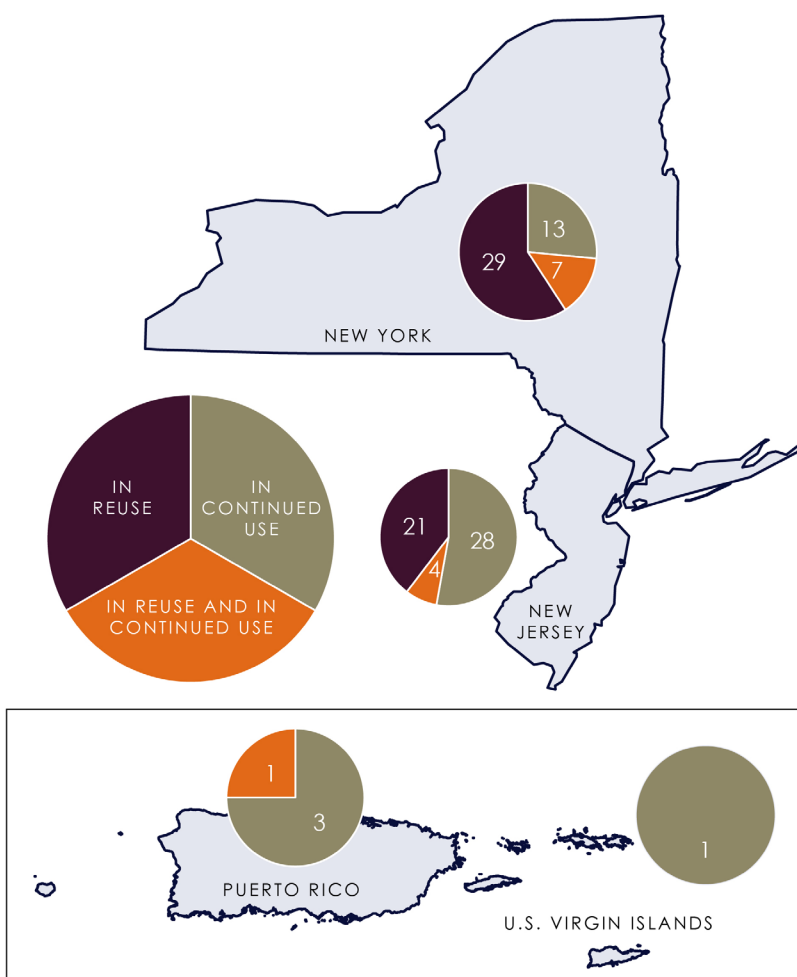 13
29
7
NEW YORK
IN
REUSE
IN
CONTINUED
USE
IN REUSE AND IN
CONTINUED USE
21
28
4
NEW
JERSEY
1
3
PUERTO RICO
1
U.S. VIRGIN ISLANDS